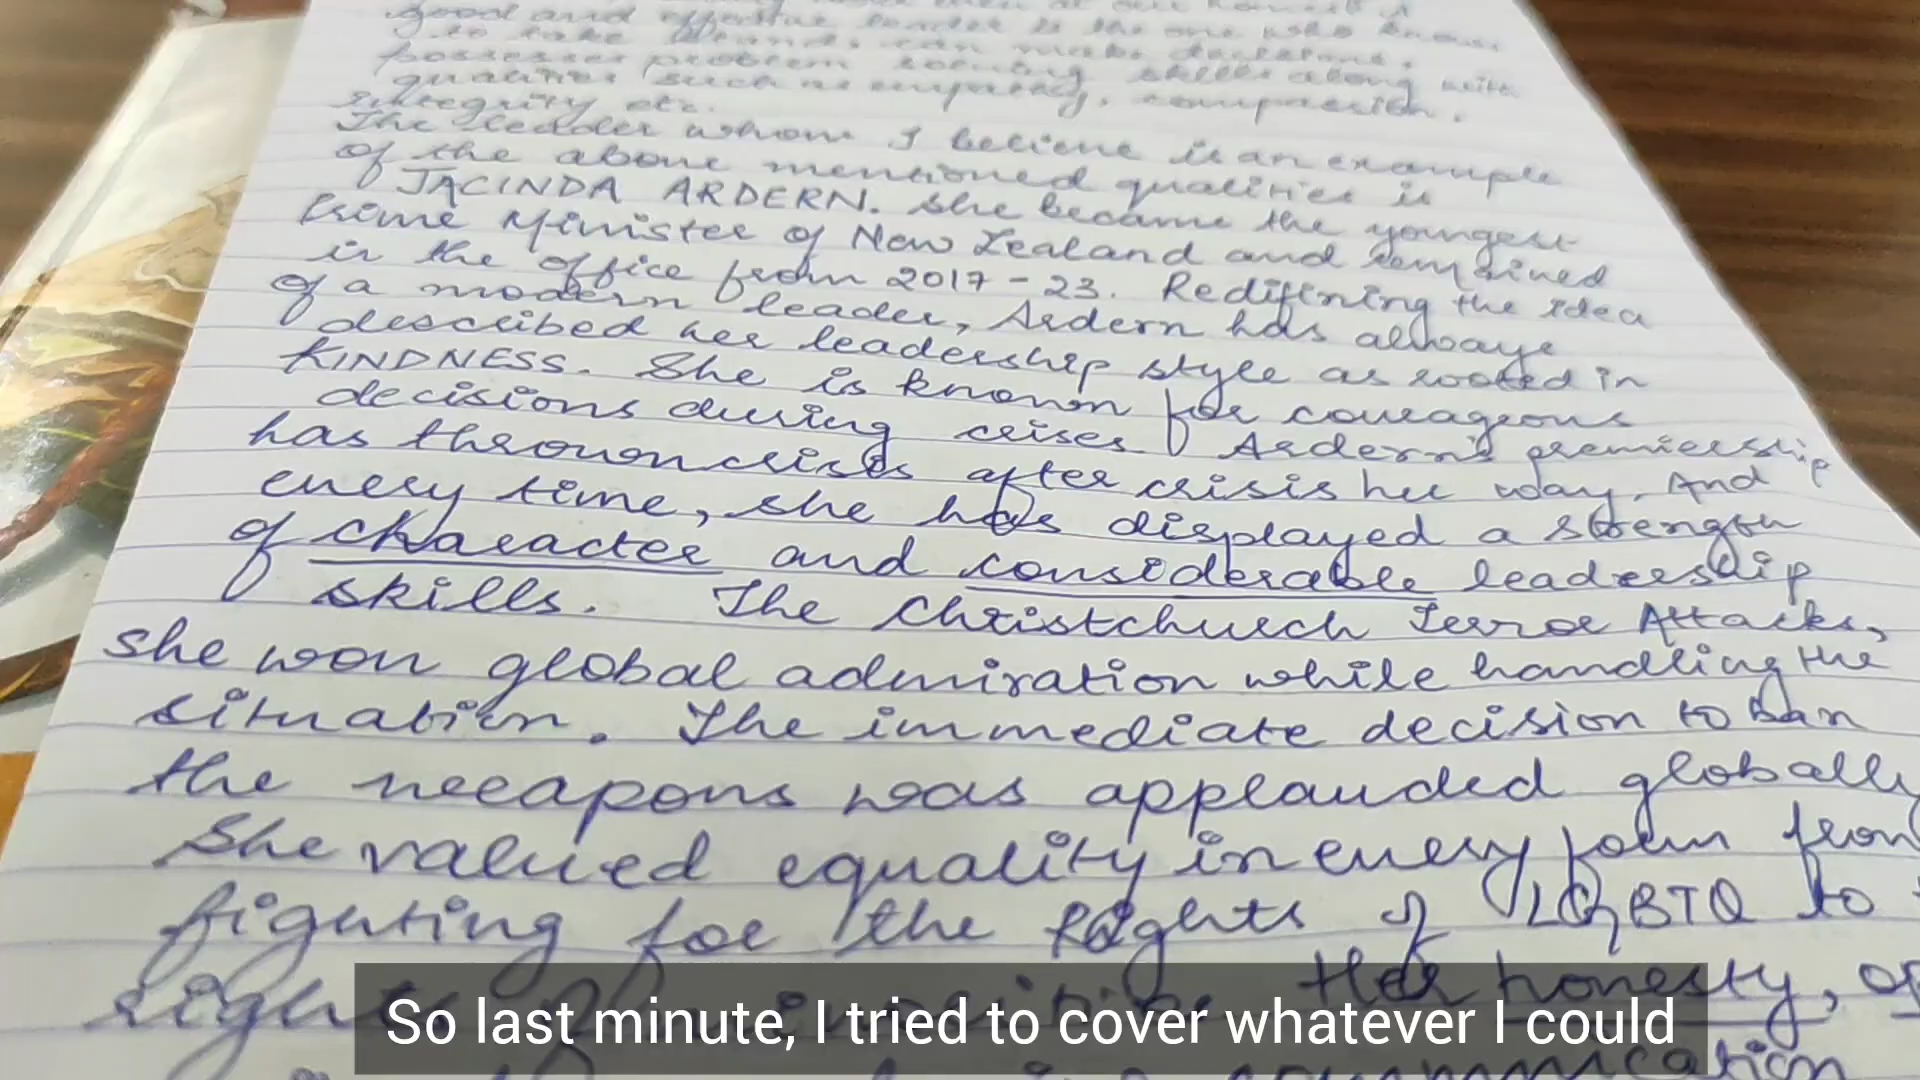 good and effective leader is the one who knows
to take stands, can make decisions,
possesses problem solving skills along with
qualities such as empathy, compassion,
integrity etc.
The leader whom I believe is an example
of the above mentioned qualities is
JACINDA ARDERN. She became the youngest
Prime Minister of New Zealand and remained
in the office from 2017-23. Redifining the idea
of a modern leader, Ardern has always
described her leadership style as rooted in
KINDNESS. She is known for courageous
decisions during crises. Ardern's premiership
has thrown crisis after crisis her way. And
every time, she has displayed a strength
of character and considerable leadership
skills. The Christchurch Terror Attacks,
she won global admiration while handling the
situation. The immediate decision to ban
the weapons was applauded globally
She valued equality in every form from
fighting for the Rights of LGBTQ to
rights Her honesty,
communication
So last minute, I tried to cover whatever I could